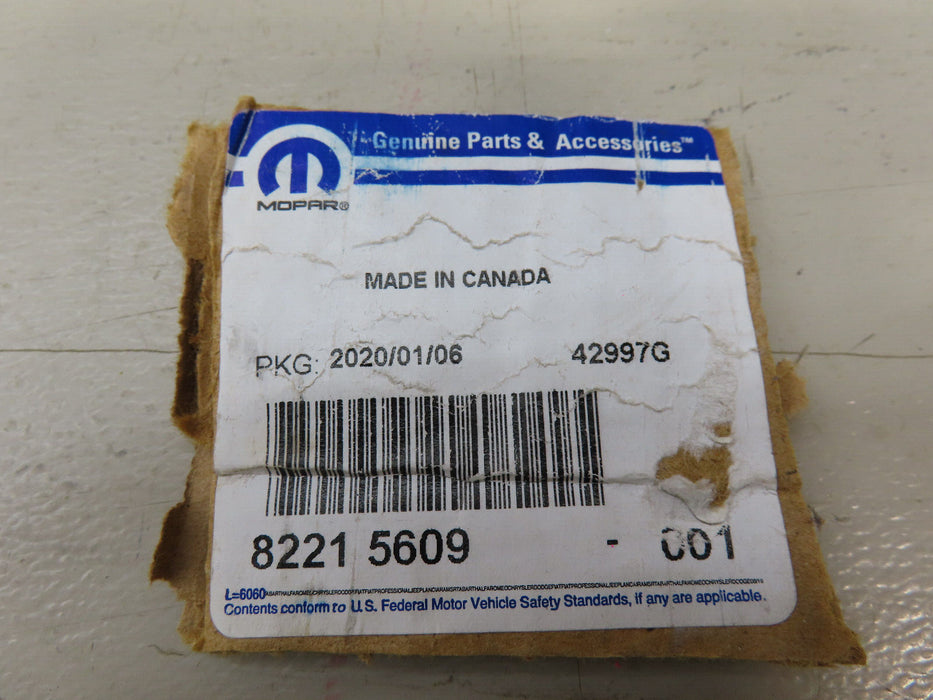 Genuine Parts & Accessories™
MOPAR®
MADE IN CANADA
PKG: 2020/01/06 42997G
8221 5609 - 001
L=6060
Contents conform to U.S. Federal Motor Vehicle Safety Standards, if any are applicable.